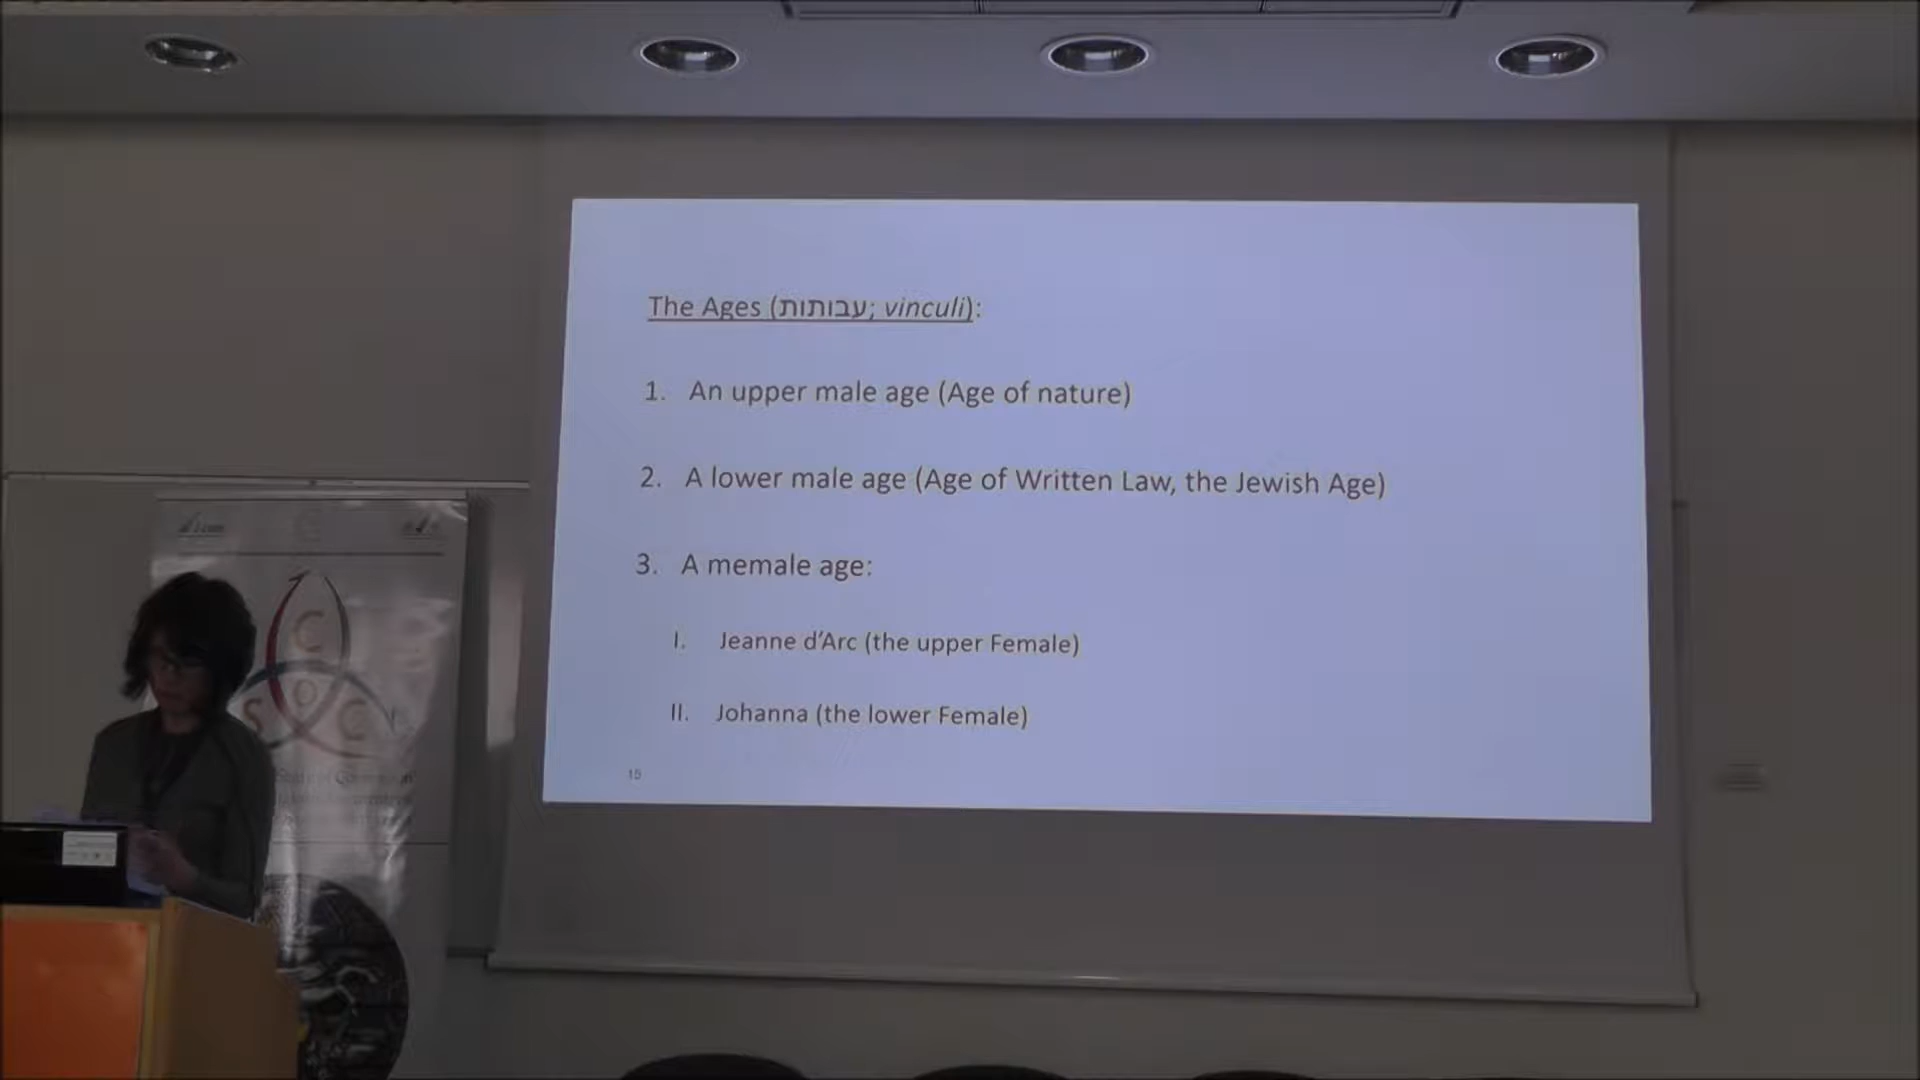 The Ages (עבותות; vinculi):
1. An upper male age (Age of nature)
2. A lower male age (Age of Written Law, the Jewish Age)
3. A memale age:
I. Jeanne d’Arc (the upper Female)
II. Johanna (the lower Female)
15
C
O
S C